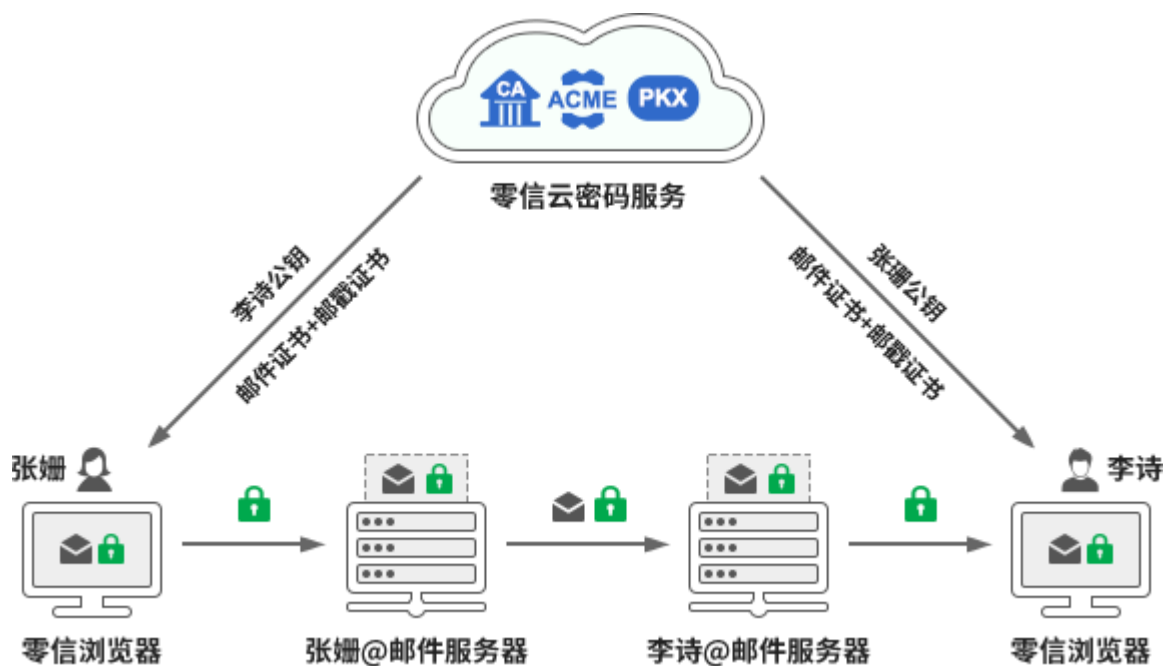 CA ACME PKX
零信云密码服务
李诗公钥
邮件证书+邮戳证书
张珊公钥
邮件证书+邮戳证书
张姗
李诗
零信浏览器
张姗@邮件服务器
李诗@邮件服务器
零信浏览器